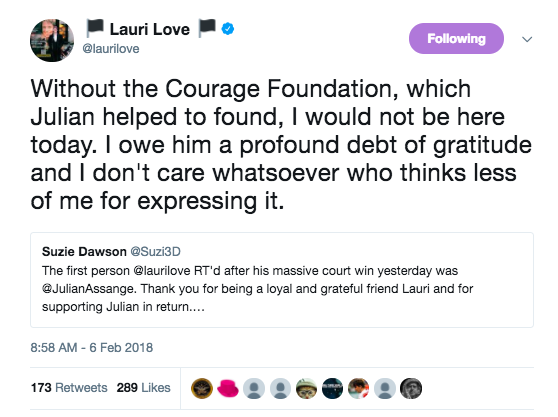 Lauri Love
@laurilove
Following
Without the Courage Foundation, which
Julian helped to found, I would not be here
today. I owe him a profound debt of gratitude
and I don't care whatsoever who thinks less
of me for expressing it.
Suzie Dawson @Suzi3D
The first person @laurilove RT'd after his massive court win yesterday was
@JulianAssange. Thank you for being a loyal and grateful friend Lauri and for
supporting Julian in return....
8:58 AM - 6 Feb 2018
173 Retweets 289 Likes